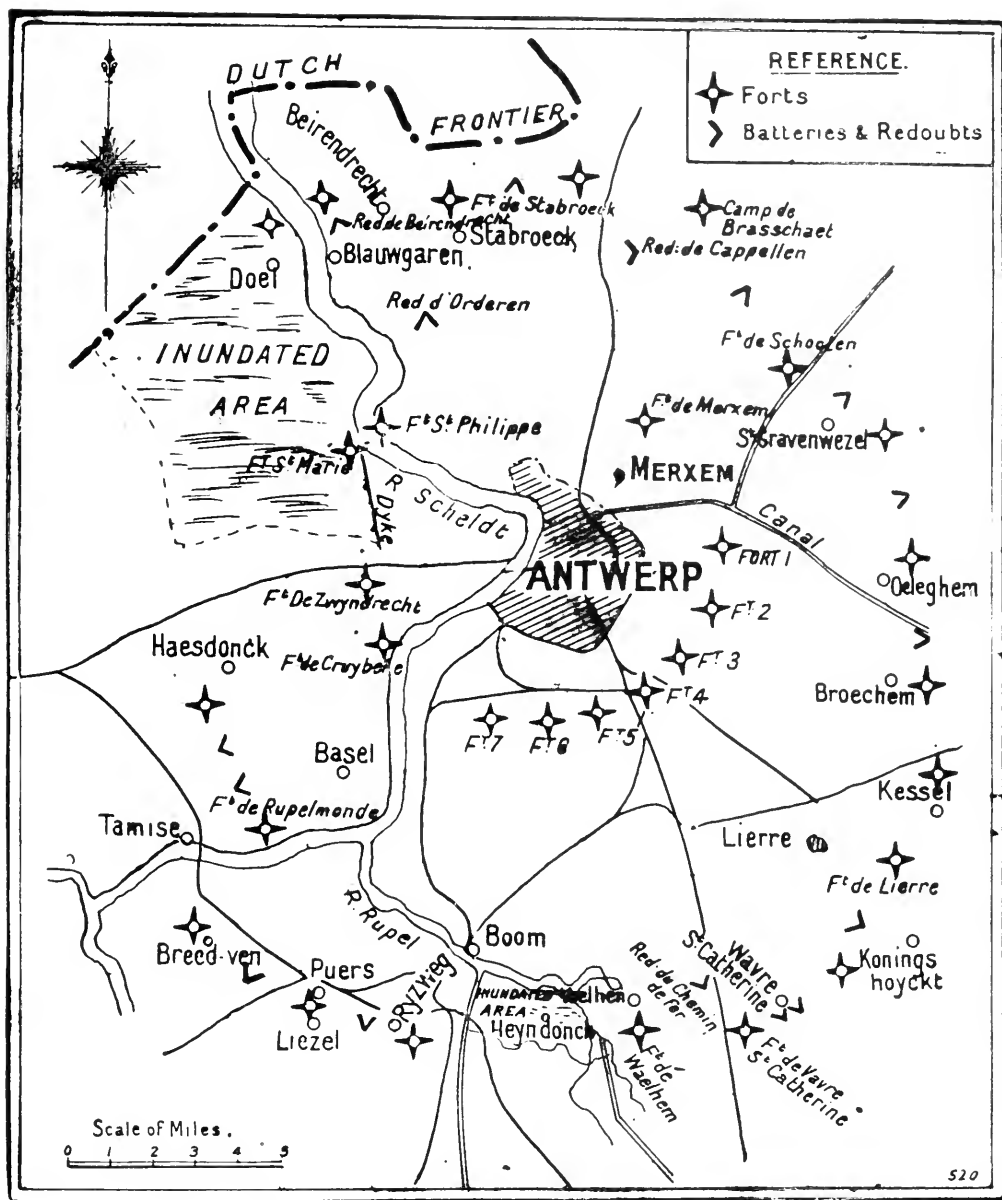 DUTCH
FRONTIER
REFERENCE.
Forts
Batteries & Redoubts
Beirendrecht
Fᵗ de Stabroeck
Red. de Beirendrecht
Stabroeck
Camp de
Brasschaet
Red: de Cappellen
Doel
Blauwgaren.
Red d'Orderen
INUNDATED
AREA
Fᵗ de Schooten
Fᵗ de Merxem
Sᵗ Gravenwezel
Fᵗ Sᵗ Philippe
Fᵀ Sᵗ Marie
MERXEM
R. Scheldt
Dyke
Canal
FORT 1
ANTWERP
Oeleghem
Fᵗ De Zwyndrecht
Fᵀ 2
Haesdonck
Fᵗ de Cruybeke
Fᵀ 3
Broechem
Fᵀ 4
Fᵀ 7
Fᵀ 6
Fᵀ 5
Basel
Kessel
Fᵗ de Rupelmonde
Tamise
Lierre
Fᵗ de Lierre
R. Rupel
Boom
Breed-ven
Puers
Ryzweg
Liezel
INUNDATED
AREA
Waelhem
Heyndonck
Red. du Chemin
de Fer
Wavre
Sᵗ Catherine
Konings
hoyckt
Fᵗ de
Waelhem
Fᵗ de Wavre
Sᵗ Catherine
Scale of Miles.
0 1 2 3 4 5
520